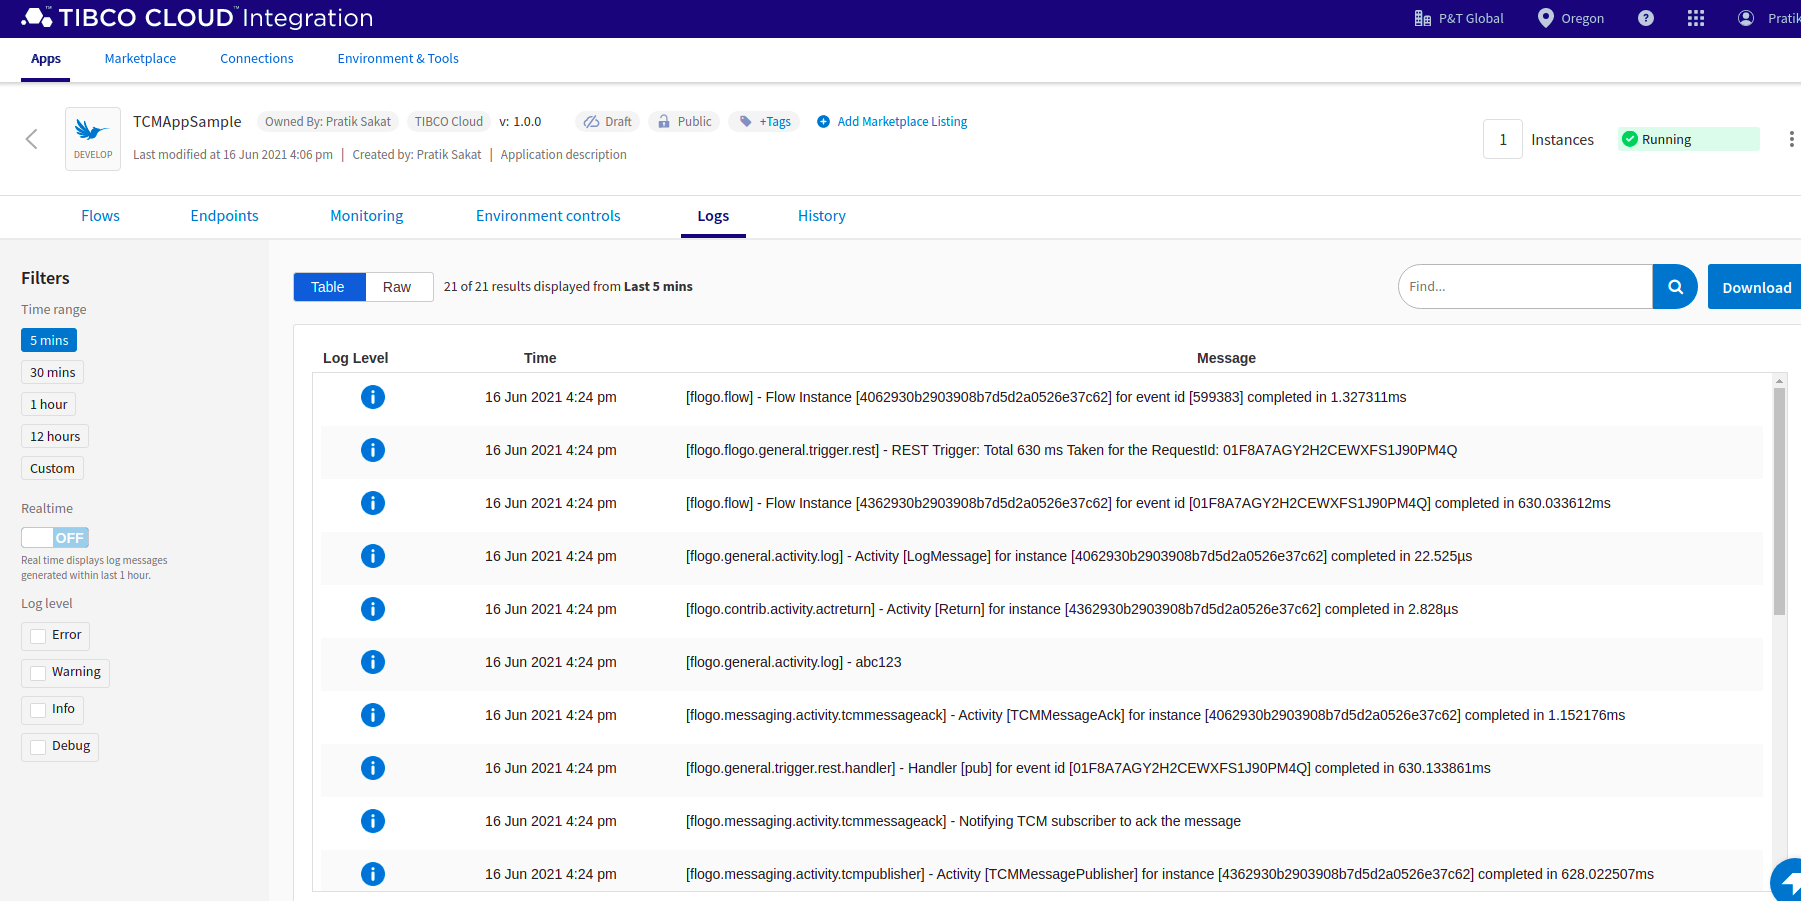 TIBCO CLOUD™ Integration
P&T Global
Oregon
?
Pratik
Apps
Marketplace
Connections
Environment & Tools
DEVELOP
TCMAppSample
Owned By: Pratik Sakat
TIBCO Cloud
v: 1.0.0
Draft
Public
+Tags
Add Marketplace Listing
Last modified at 16 Jun 2021 4:06 pm | Created by: Pratik Sakat | Application description
1 Instances
Running
Flows
Endpoints
Monitoring
Environment controls
Logs
History
Filters
Time range
5 mins
30 mins
1 hour
12 hours
Custom
Realtime
OFF
Real time displays log messages
generated within last 1 hour.
Log level
Error
Warning
Info
Debug
Table
Raw
21 of 21 results displayed from Last 5 mins
Find...
Download
Log Level Time Message
16 Jun 2021 4:24 pm [flogo.flow] - Flow Instance [4062930b2903908b7d5d2a0526e37c62] for event id [599383] completed in 1.327311ms
16 Jun 2021 4:24 pm [flogo.flogo.general.trigger.rest] - REST Trigger: Total 630 ms Taken for the RequestId: 01F8A7AGY2H2CEWXFS1J90PM4Q
16 Jun 2021 4:24 pm [flogo.flow] - Flow Instance [4362930b2903908b7d5d2a0526e37c62] for event id [01F8A7AGY2H2CEWXFS1J90PM4Q] completed in 630.033612ms
16 Jun 2021 4:24 pm [flogo.general.activity.log] - Activity [LogMessage] for instance [4062930b2903908b7d5d2a0526e37c62] completed in 22.525µs
16 Jun 2021 4:24 pm [flogo.contrib.activity.actreturn] - Activity [Return] for instance [4362930b2903908b7d5d2a0526e37c62] completed in 2.828µs
16 Jun 2021 4:24 pm [flogo.general.activity.log] - abc123
16 Jun 2021 4:24 pm [flogo.messaging.activity.tcmmessageack] - Activity [TCMMessageAck] for instance [4062930b2903908b7d5d2a0526e37c62] completed in 1.152176ms
16 Jun 2021 4:24 pm [flogo.general.trigger.rest.handler] - Handler [pub] for event id [01F8A7AGY2H2CEWXFS1J90PM4Q] completed in 630.133861ms
16 Jun 2021 4:24 pm [flogo.messaging.activity.tcmmessageack] - Notifying TCM subscriber to ack the message
16 Jun 2021 4:24 pm [flogo.messaging.activity.tcmpublisher] - Activity [TCMMessagePublisher] for instance [4362930b2903908b7d5d2a0526e37c62] completed in 628.022507ms